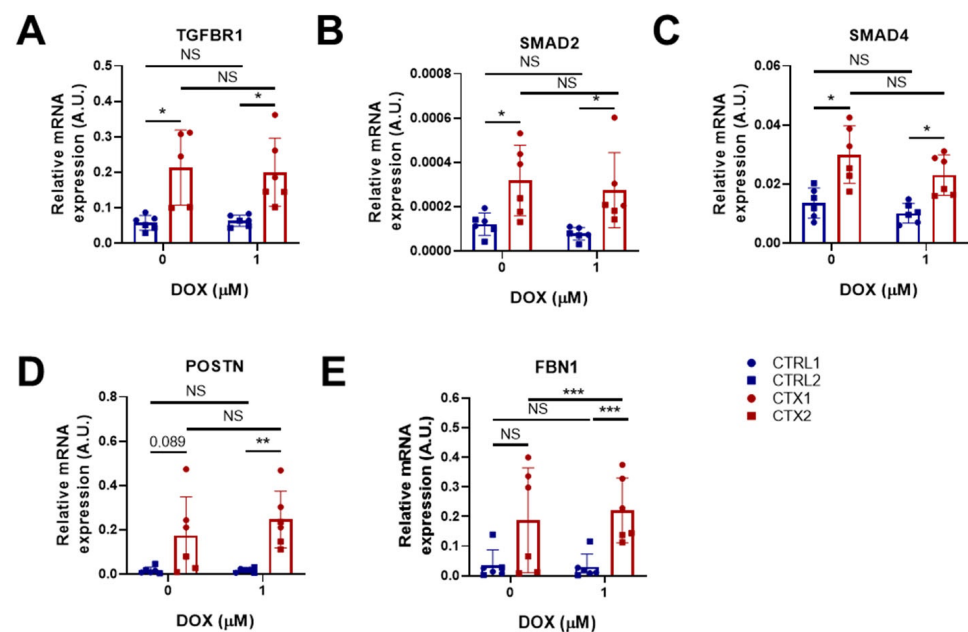 A
TGFBR1
Relative mRNA
expression (A.U.)
0.5
0.4
0.3
0.2
0.1
0.0
NS
NS
*
*
0
1
DOX (μM)
B
SMAD2
Relative mRNA
expression (A.U.)
0.0008
0.0006
0.0004
0.0002
0.0000
NS
NS
*
*
0
1
DOX (μM)
C
SMAD4
Relative mRNA
expression (A.U.)
0.06
0.04
0.02
0.00
NS
NS
*
*
0
1
DOX (μM)
D
POSTN
Relative mRNA
expression (A.U.)
0.8
0.6
0.4
0.2
0.0
NS
NS
0.089
**
0
1
DOX (μM)
E
FBN1
Relative mRNA
expression (A.U.)
0.6
0.5
0.4
0.3
0.2
0.1
0.0
***
NS
***
NS
0
1
DOX (μM)
CTRL1
CTRL2
CTX1
CTX2